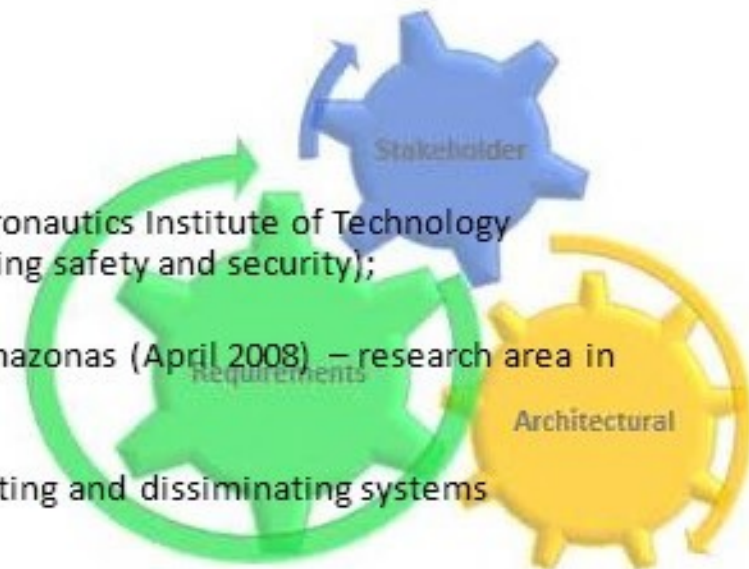 Stakeholder
ronautics Institute of Technology
ing safety and security);
mazonas (April 2008) – research area in
Requirements
Architectural
ting and dissiminating systems